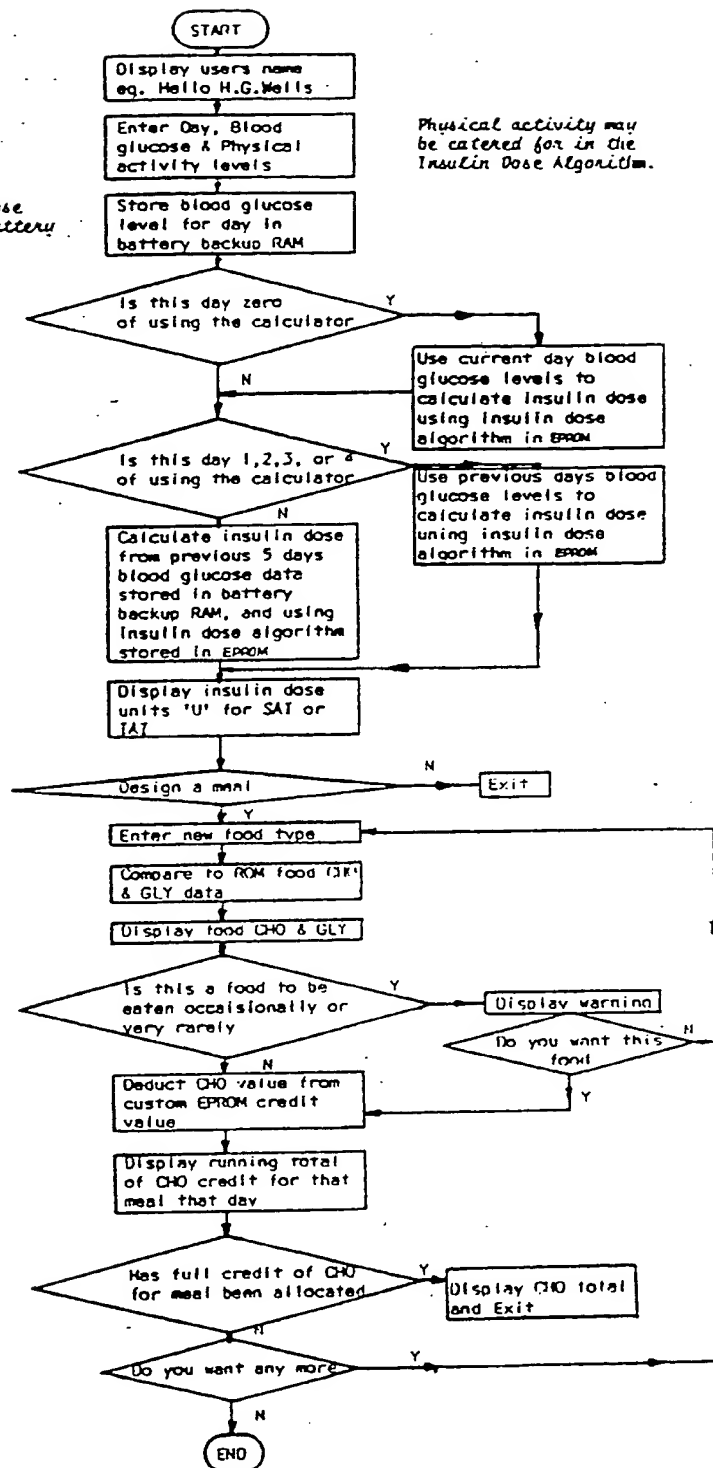 START
Display users name
eg. Hello H.G.Wells
Enter Day, Blood
glucose & Physical
activity levels
Physical activity may
be catered for in the
Insulin Dose Algorithm.
Store blood glucose
level for day in
battery backup RAM
Is this day zero
of using the calculator
Y
N
Use current day blood
glucose levels to
calculate insulin dose
using insulin dose
algorithm in EPROM
Is this day 1,2,3, or 4
of using the calculator
Y
N
Use previous days blood
glucose levels to
calculate insulin dose
uning insulin dose
algorithm in EPROM
Calculate insulin dose
from previous 5 days
blood glucose data
stored in battery
backup RAM, and using
insulin dose algorithm
stored in EPROM
Display insulin dose
units 'U' for SAI or
IAI
Design a meal
N
Exit
Y
Enter new food type
Compare to ROM food CHO
& GLY data
Display food CHO & GLY
Is this a food to be
eaten occaisionally or
very rarely
Y
Display warning
Do you want this
food
N
Y
N
Deduct CHO value from
custom EPROM credit
value
Display running total
of CHO credit for that
meal that day
Has full credit of CHO
for meal been allocated
Y
Display CHO total
and Exit
N
Do you want any more
Y
N
END